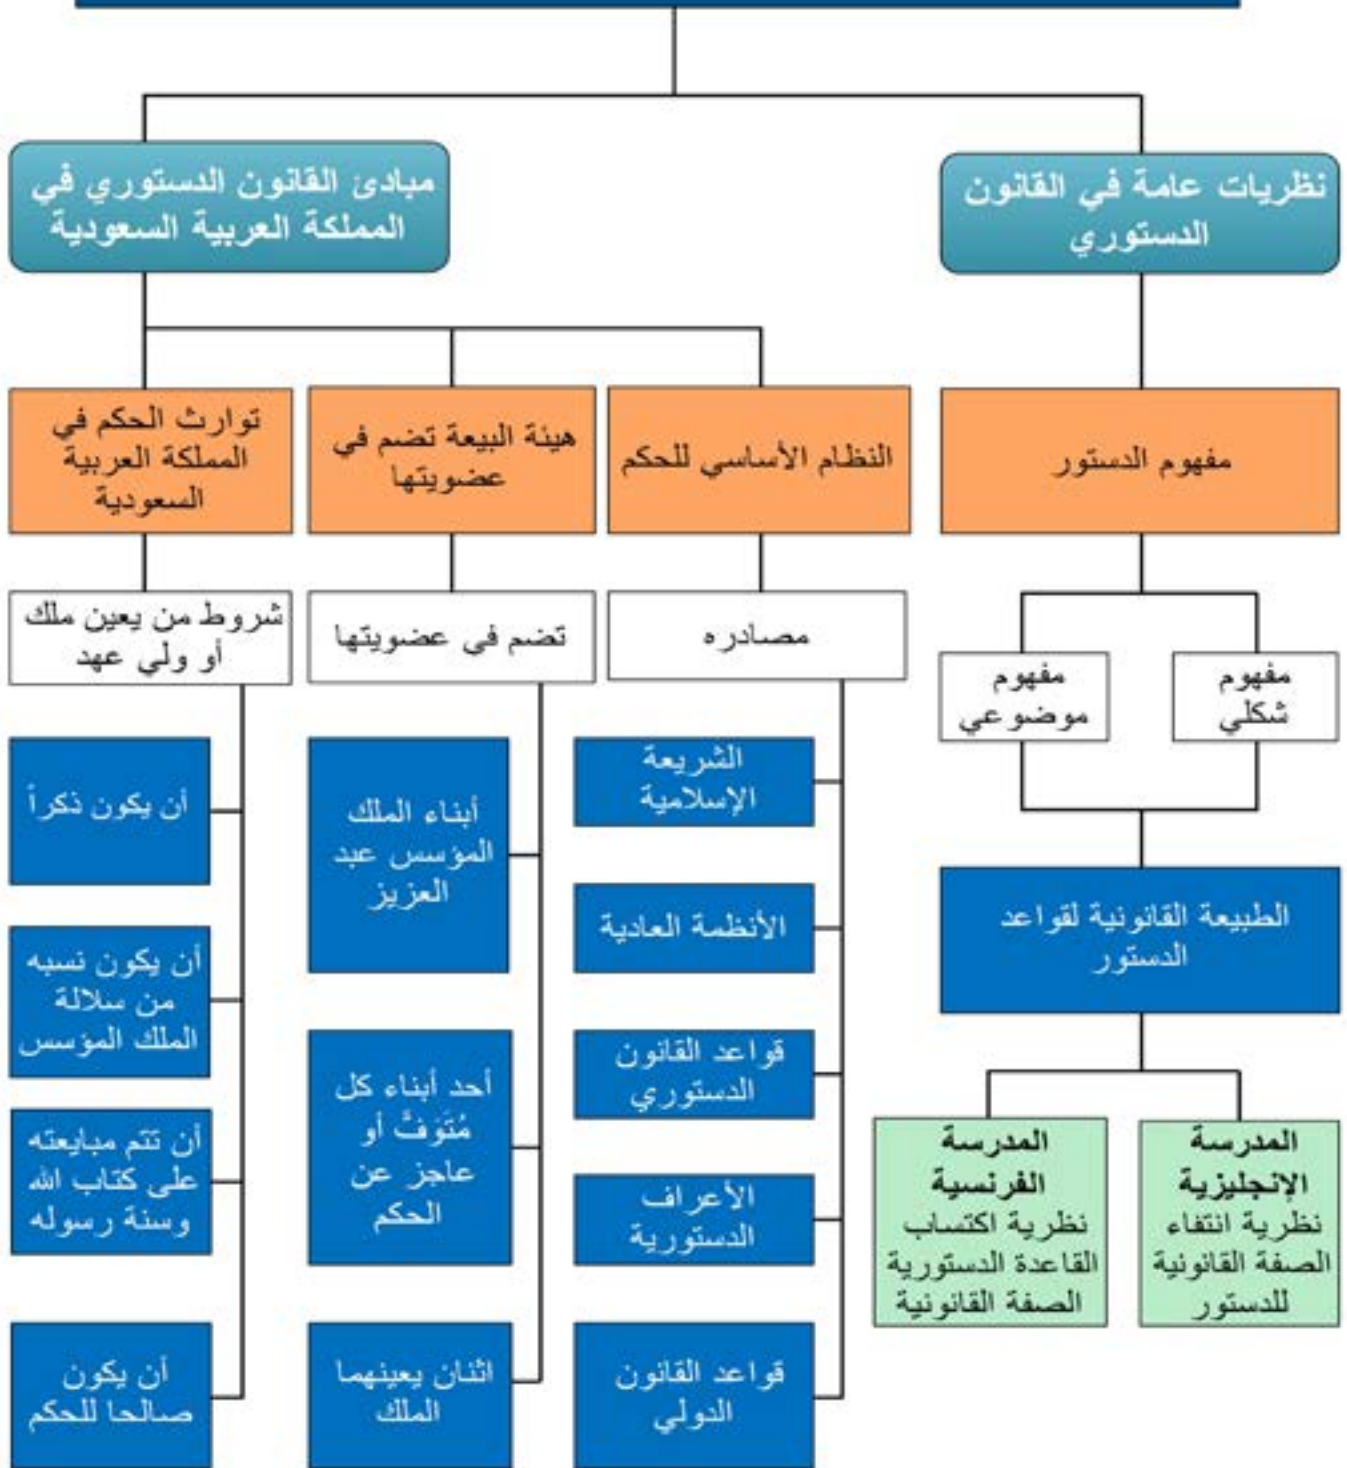 نظريات عامة في القانون
الدستوري
مبادئ القانون الدستوري في
المملكة العربية السعودية
مفهوم الدستور
النظام الأساسي للحكم
هيئة البيعة تضم في
عضويتها
توارث الحكم في
المملكة العربية
السعودية
مفهوم
شكلي
مفهوم
موضوعي
الطبيعة القانونية لقواعد
الدستور
المدرسة
الإنجليزية
نظرية انتفاء
الصفة القانونية
للدستور
المدرسة
الفرنسية
نظرية اكتساب
القاعدة الدستورية
الصفة القانونية
مصادره
الشريعة
الإسلامية
الأنظمة العادية
قواعد القانون
الدستوري
الأعراف
الدستورية
قواعد القانون
الدولي
تضم في عضويتها
أبناء الملك
المؤسس عبد
العزيز
أحد أبناء كل
مُتَوَفَّ أو
عاجز عن
الحكم
اثنان يعينهما
الملك
شروط من يعين ملك
أو ولي عهد
أن يكون ذكراً
أن يكون نسبه
من سلالة
الملك المؤسس
أن تتم مبايعته
على كتاب الله
وسنة رسوله
أن يكون
صالحا للحكم